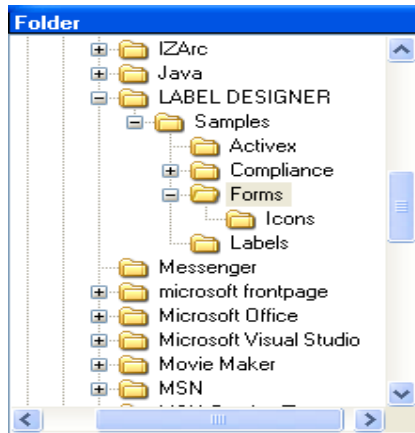 Folder
IZArc
Java
LABEL DESIGNER
Samples
Activex
Compliance
Forms
Icons
Labels
Messenger
microsoft frontpage
Microsoft Office
Microsoft Visual Studio
Movie Maker
MSN